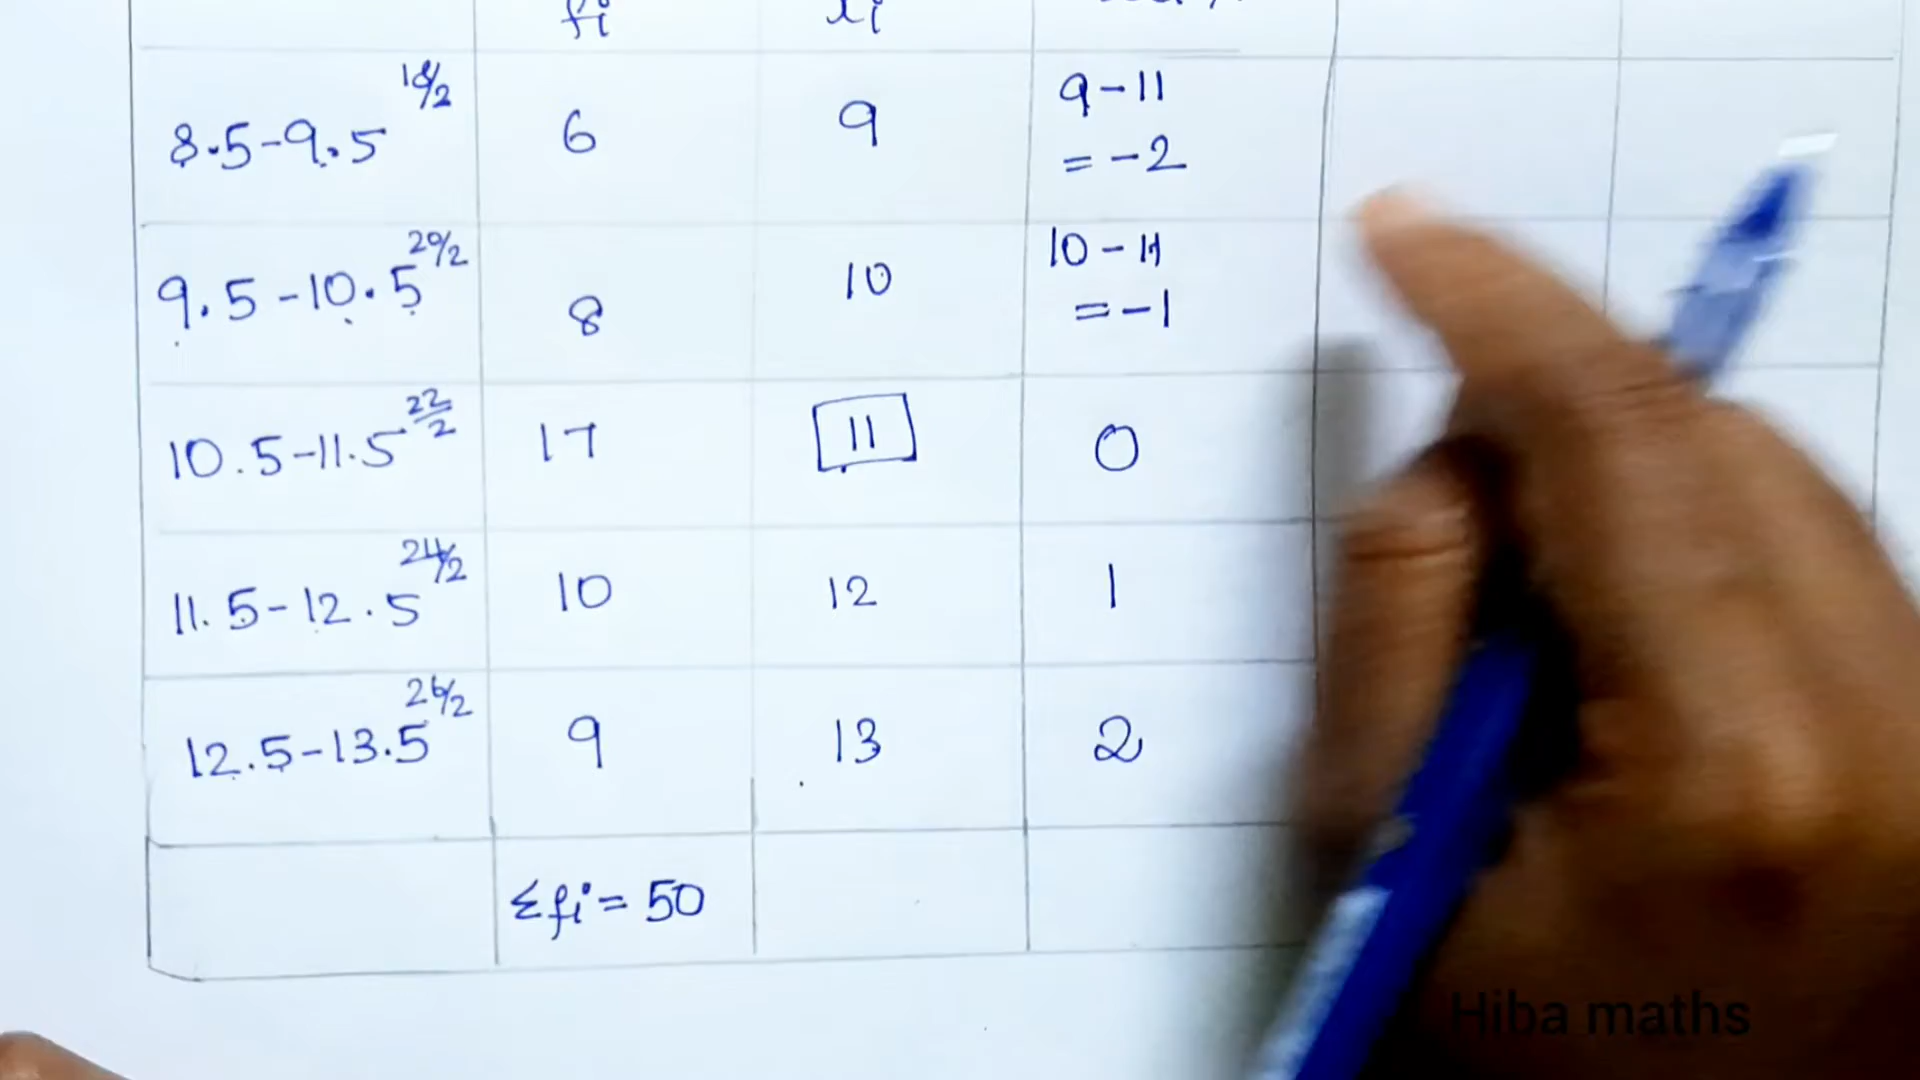 fi xi
8.5-9.5 18/2 6 9 9-11
= -2
9.5-10.5 20/2 8 10 10-11
= -1
10.5-11.5 22/2 17 11 0
11.5-12.5 24/2 10 12 1
12.5-13.5 26/2 9 13 2
Σfi = 50
Hiba maths